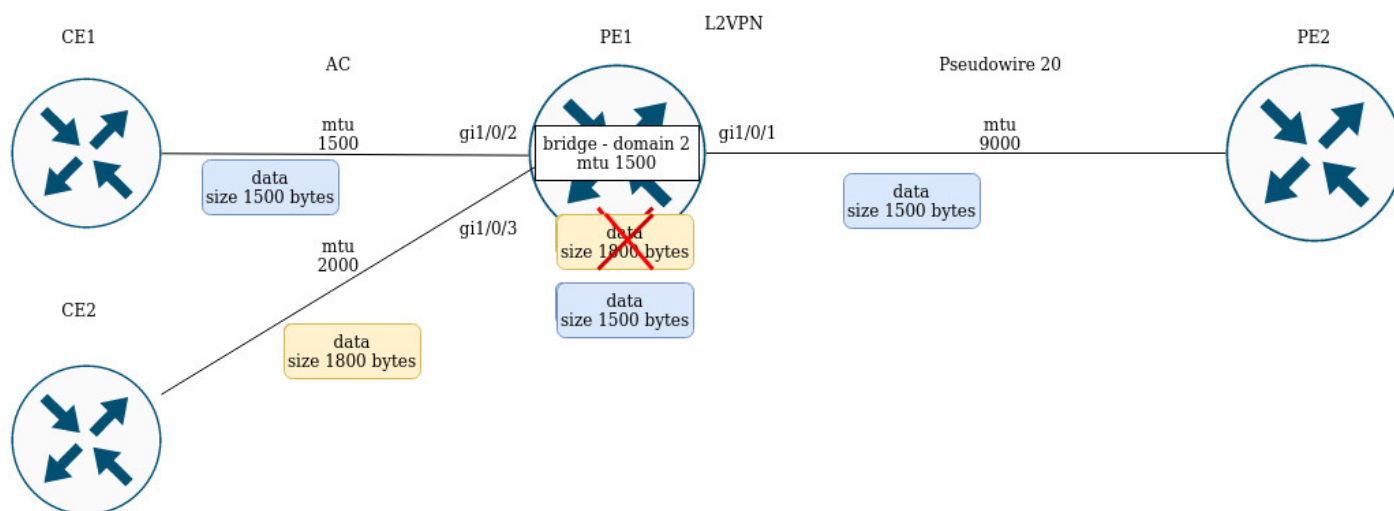 L2VPN
CE1
PE1
PE2
AC
Pseudowire 20
mtu
1500
gi1/0/2
bridge - domain 2
mtu 1500
gi1/0/1
mtu
9000
data
size 1500 bytes
data
size 1500 bytes
gi1/0/3
data
size 1800 bytes
mtu
2000
data
size 1500 bytes
CE2
data
size 1800 bytes